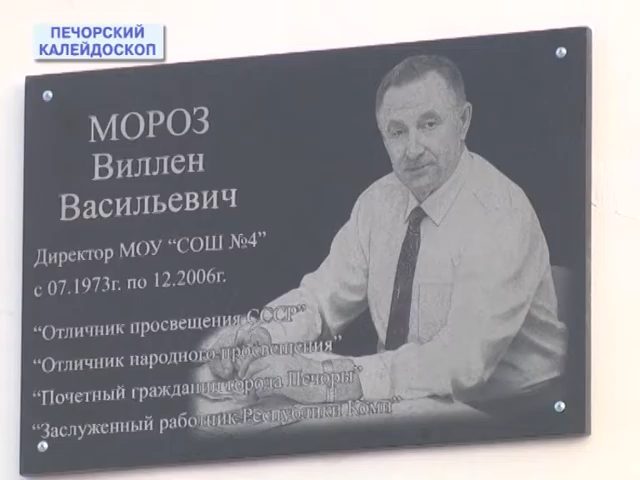 ПЕЧОРСКИЙ
КАЛЕЙДОСКОП
МОРОЗ
Виллен
Васильевич
Директор МОУ “СОШ №4”
с 07.1973г. по 12.2006г.
“Отличник просвещения СССР”
“Отличник народного просвещения”
“Почетный гражданин города Печоры”
“Заслуженный работник Республики Коми”